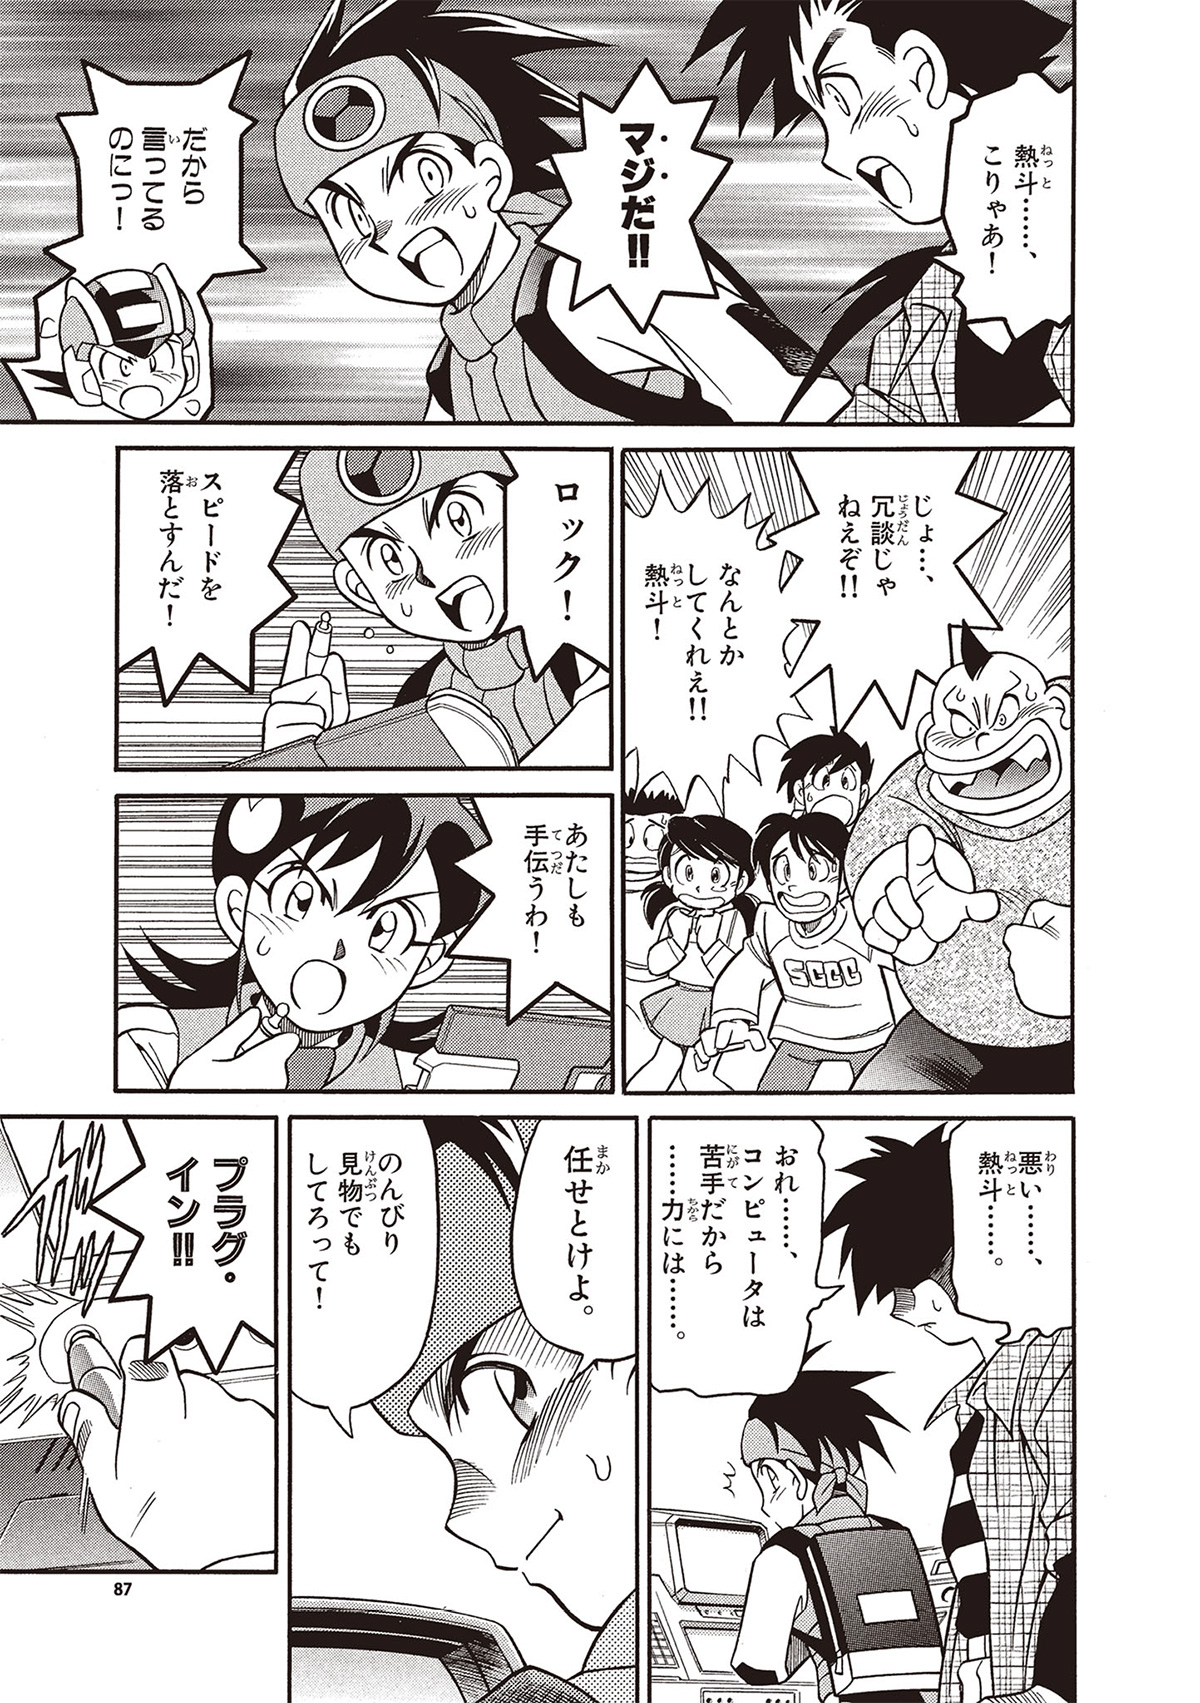 熱斗……、
こりゃあ!
マジだ!!
だから
言ってる
のにっ!
じょ…、
冗談じゃ
ねえぞ!!
なんとか
してくれえ!!
熱斗!
SCCC
ロック!
スピードを
落とすんだ!
あたしも
手伝うわ!
悪い……、
熱斗……。
おれ……、
コンピュータは
苦手だから
……力には……。
任せとけよ。
のんびり
見物でも
してろって!
プラグ・
イン!!
ガガッ
87